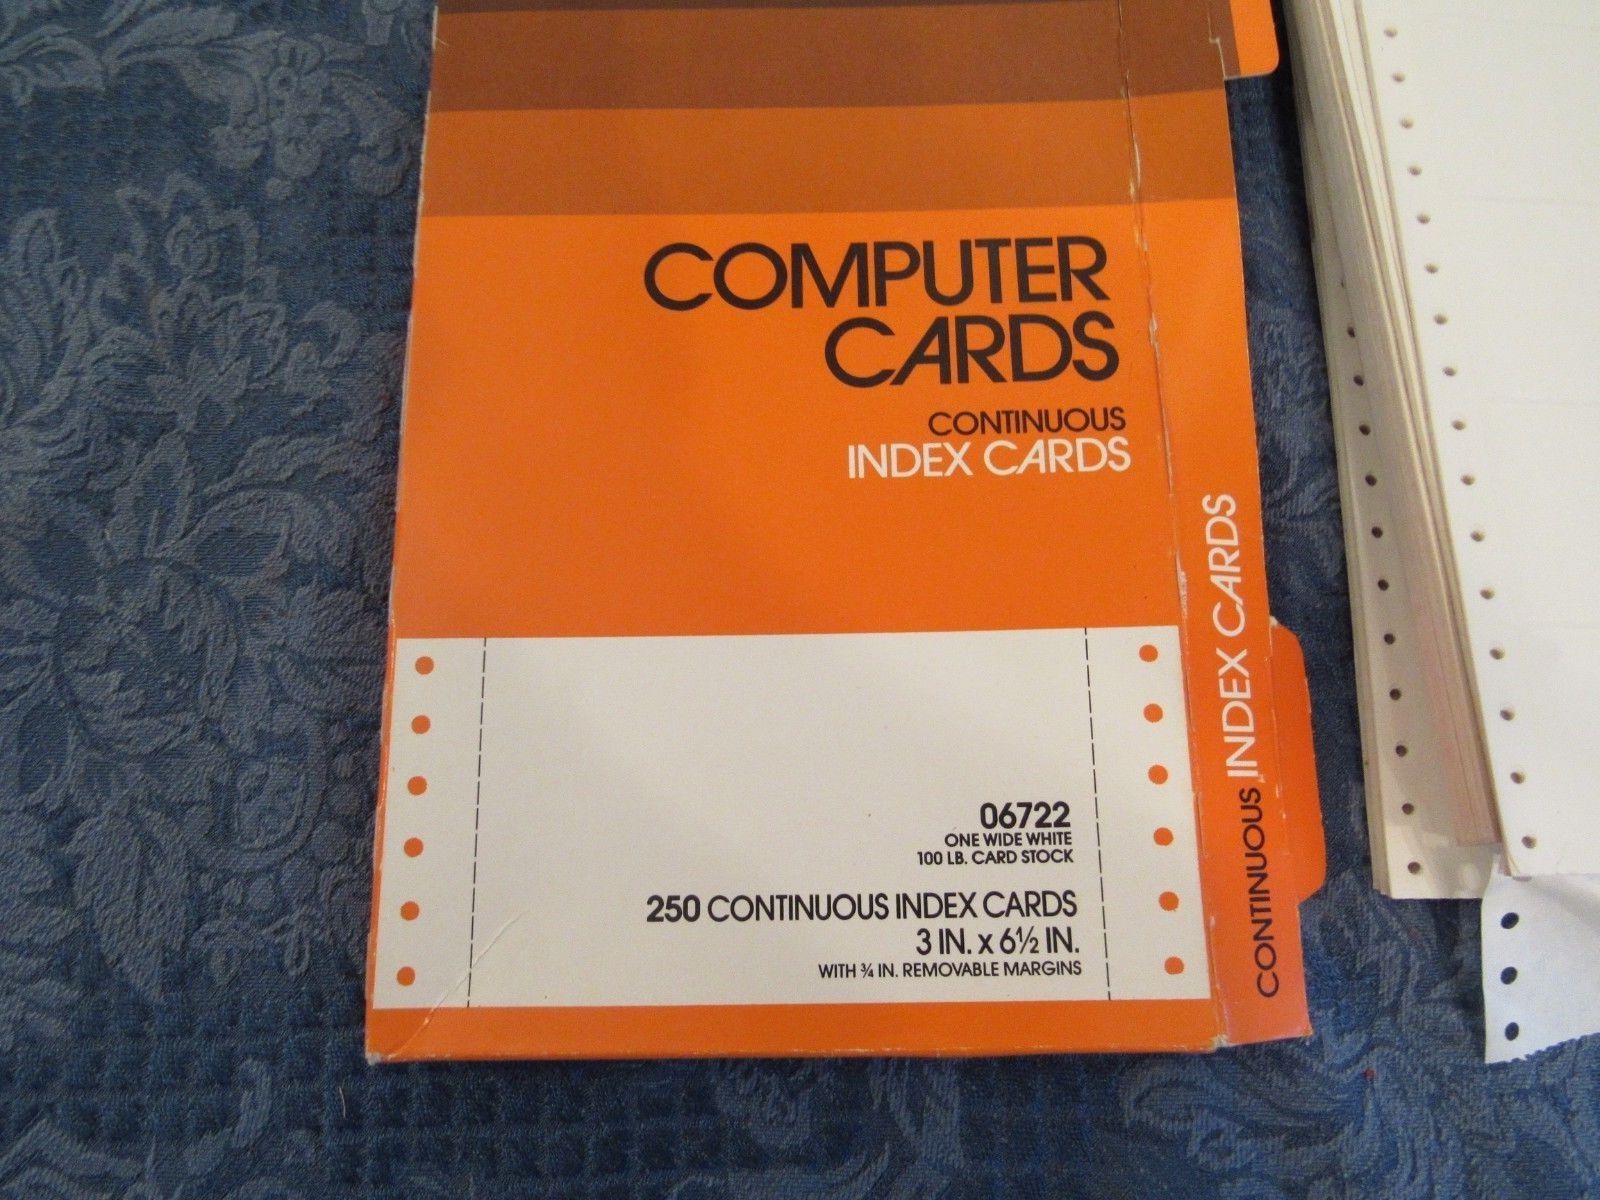 COMPUTER
CARDS
CONTINUOUS
INDEX CARDS
CONTINUOUS INDEX CARDS
06722
ONE WIDE WHITE
100 LB. CARD STOCK
250 CONTINUOUS INDEX CARDS
3 IN. x 6½ IN.
WITH ¾ IN. REMOVABLE MARGINS